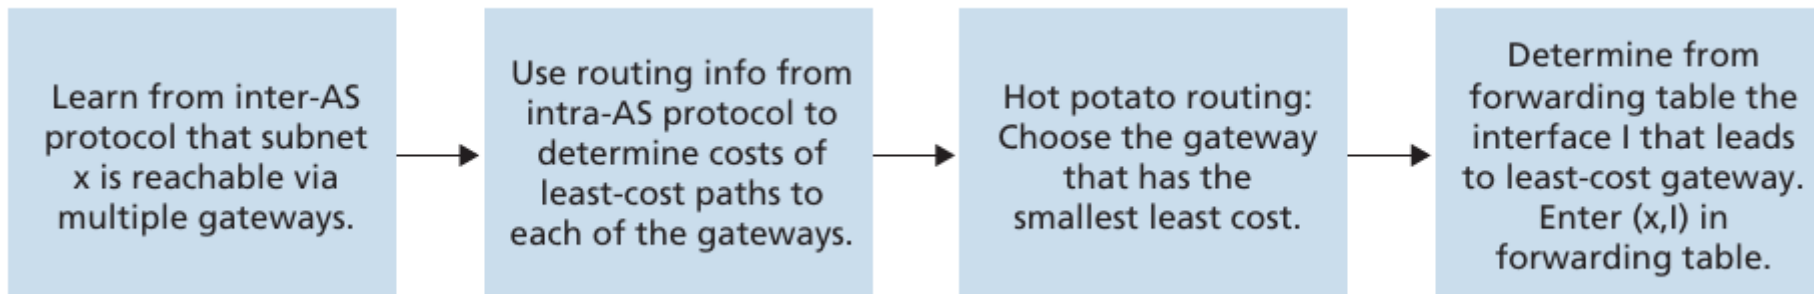 Learn from inter-AS
protocol that subnet
x is reachable via
multiple gateways.
Use routing info from
intra-AS protocol to
determine costs of
least-cost paths to
each of the gateways.
Hot potato routing:
Choose the gateway
that has the
smallest least cost.
Determine from
forwarding table the
interface I that leads
to least-cost gateway.
Enter (x,I) in
forwarding table.